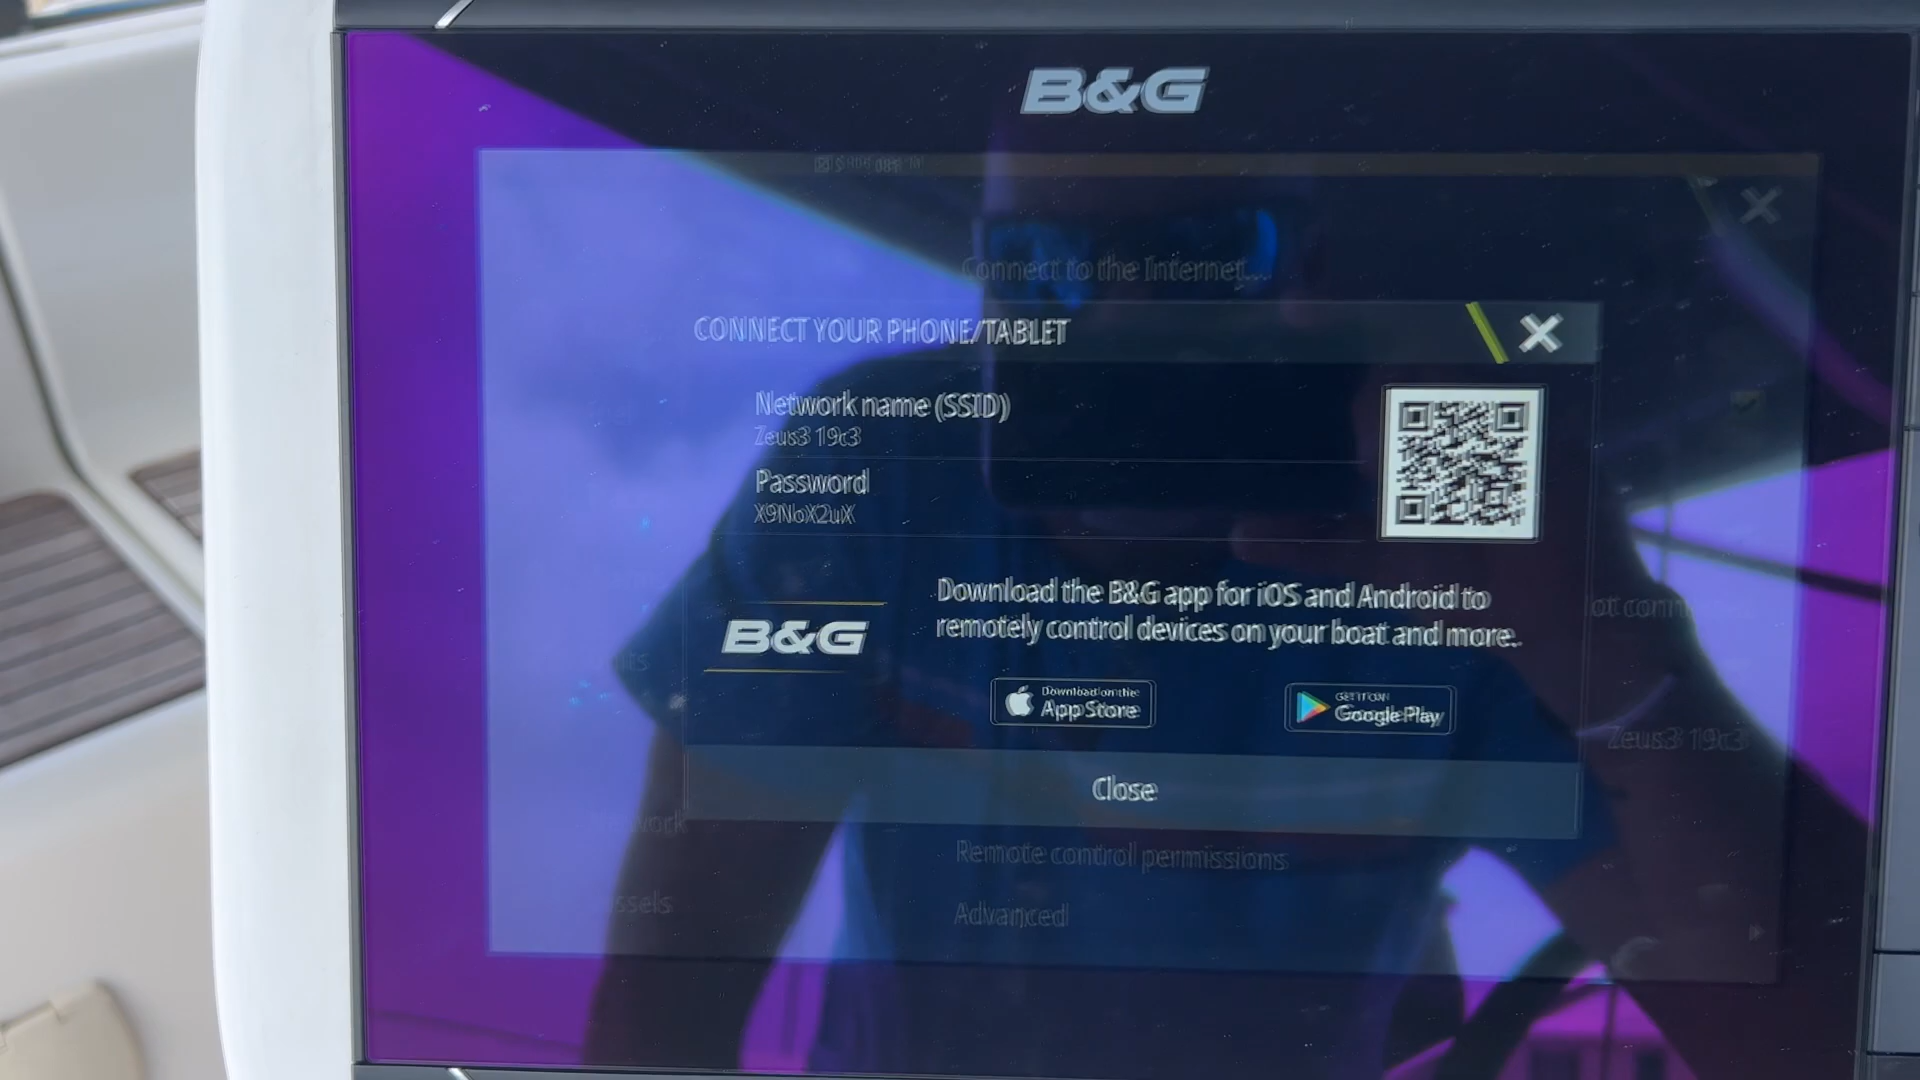 B&G
Connect to the Internet...
CONNECT YOUR PHONE/TABLET
Network name (SSID)
Zeus3 19c3
Password
X9NoX2uX
Download the B&G app for iOS and Android to
remotely control devices on your boat and more.
B&G
Download on the
App Store
GET IT ON
Google Play
Zeus3 19c3
Close
Remote control permissions
Advanced